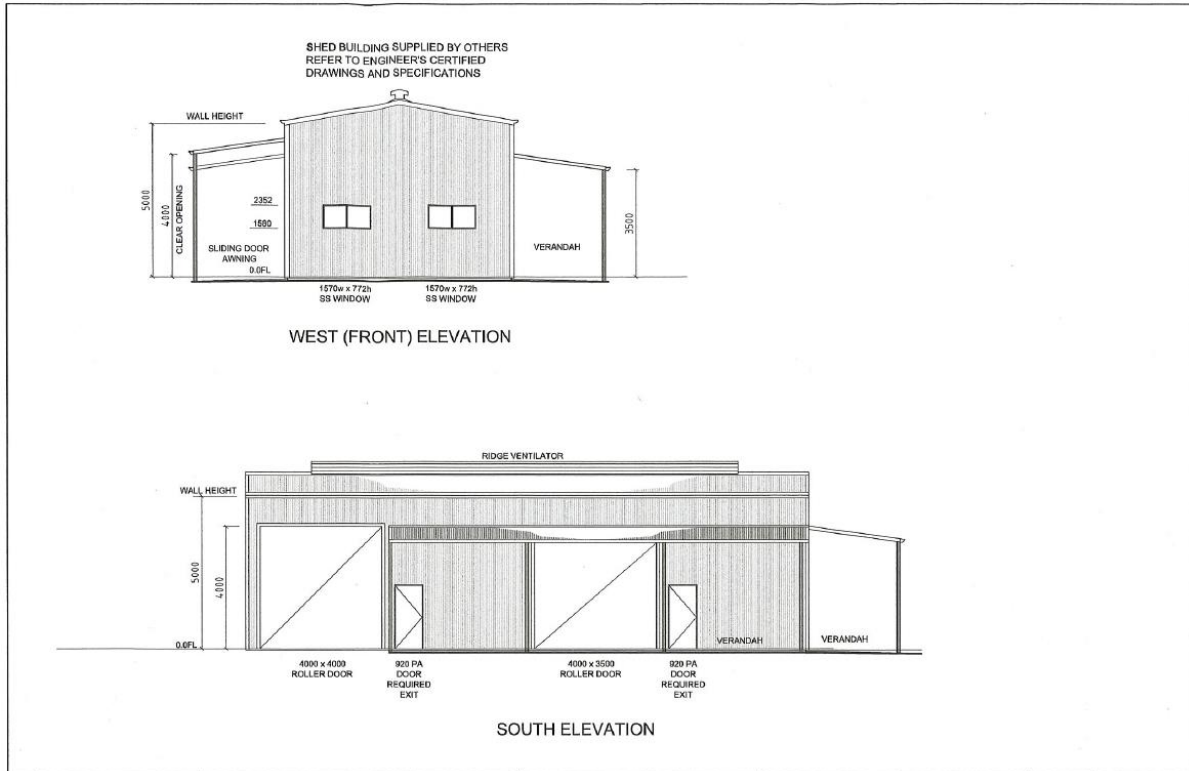 SHED BUILDING SUPPLIED BY OTHERS
REFER TO ENGINEER'S CERTIFIED
DRAWINGS AND SPECIFICATIONS
WALL HEIGHT
5000
4000
CLEAR OPENING
2352
1580
SLIDING DOOR
AWNING
0.0FL
VERANDAH
3500
1570w x 772h
SS WINDOW
1570w x 772h
SS WINDOW
WEST (FRONT) ELEVATION
RIDGE VENTILATOR
WALL HEIGHT
5000
4000
0.0FL
VERANDAH
VERANDAH
4000 x 4000
ROLLER DOOR
920 PA
DOOR
REQUIRED
EXIT
4000 x 3500
ROLLER DOOR
920 PA
DOOR
REQUIRED
EXIT
SOUTH ELEVATION